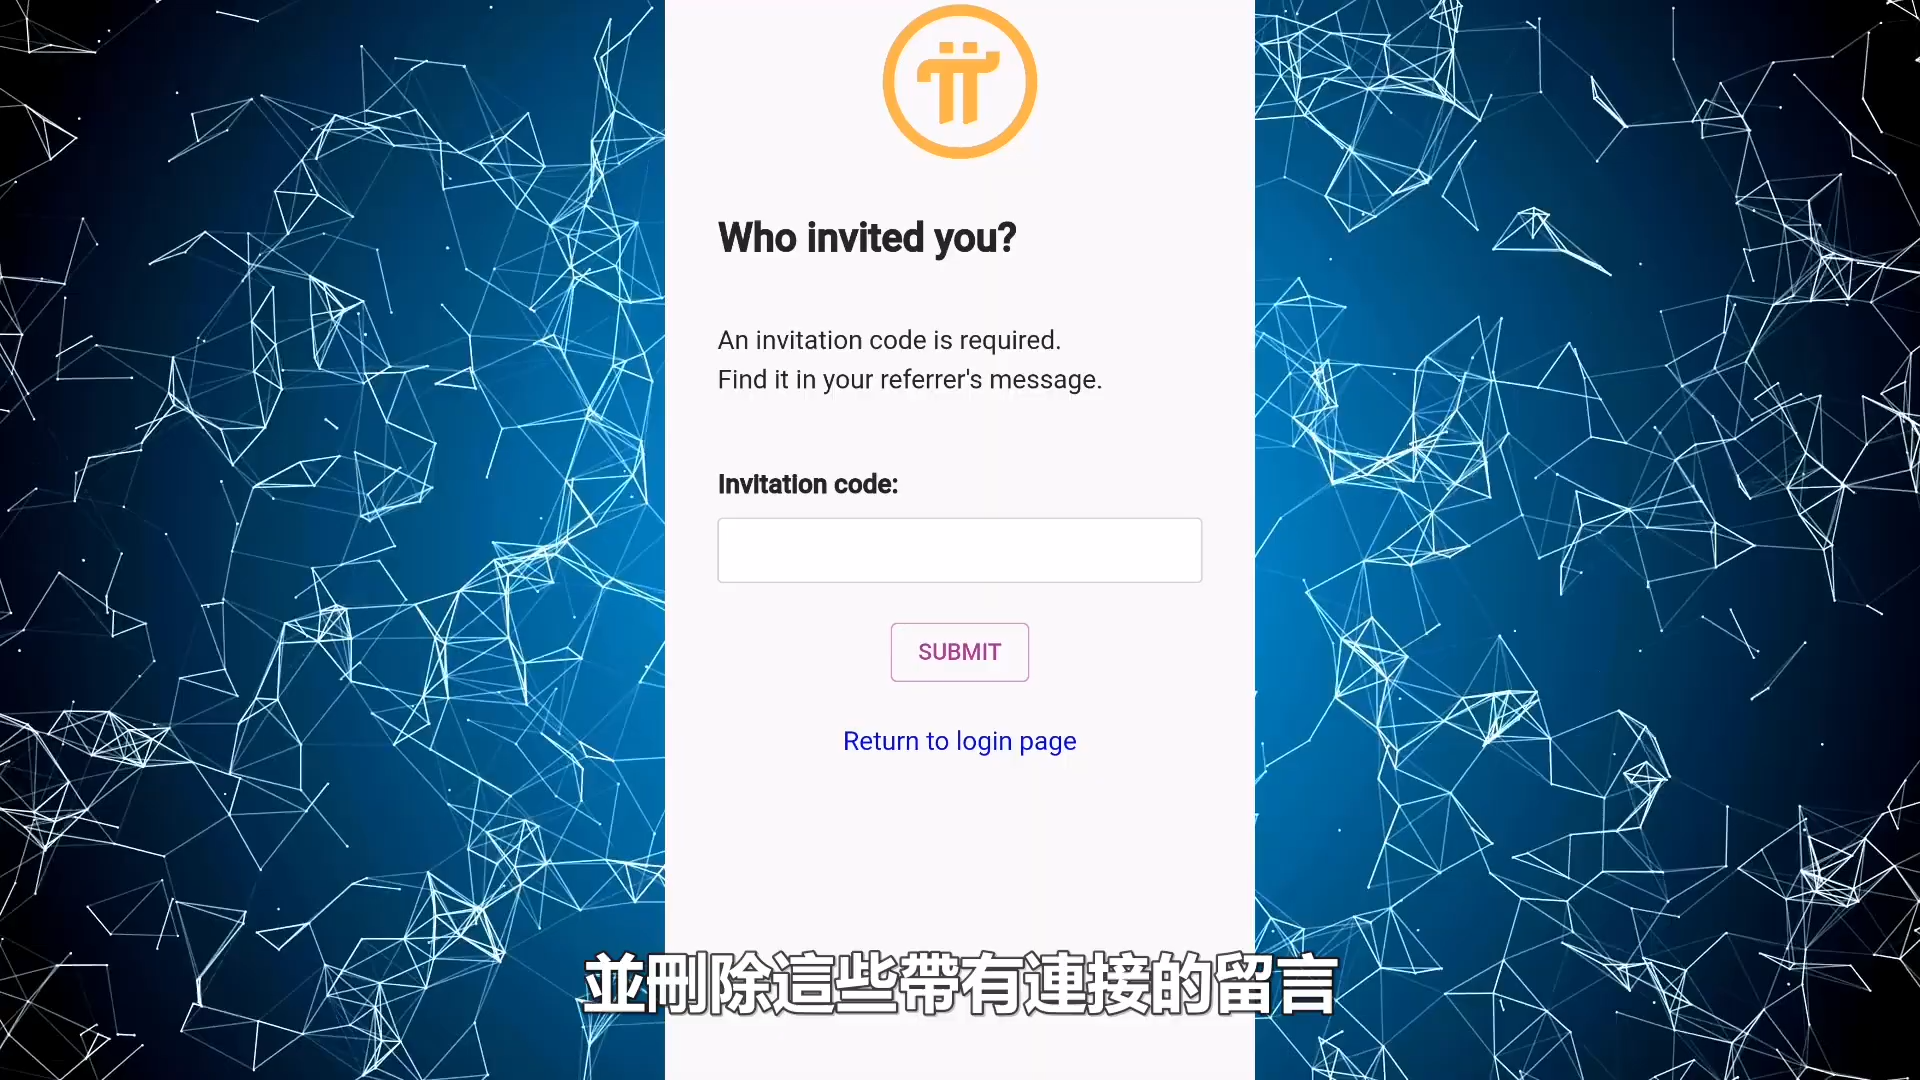 Who invited you?
An invitation code is required.
Find it in your referrer's message.
Invitation code:
SUBMIT
Return to login page
並刪除這些帶有連接的留言